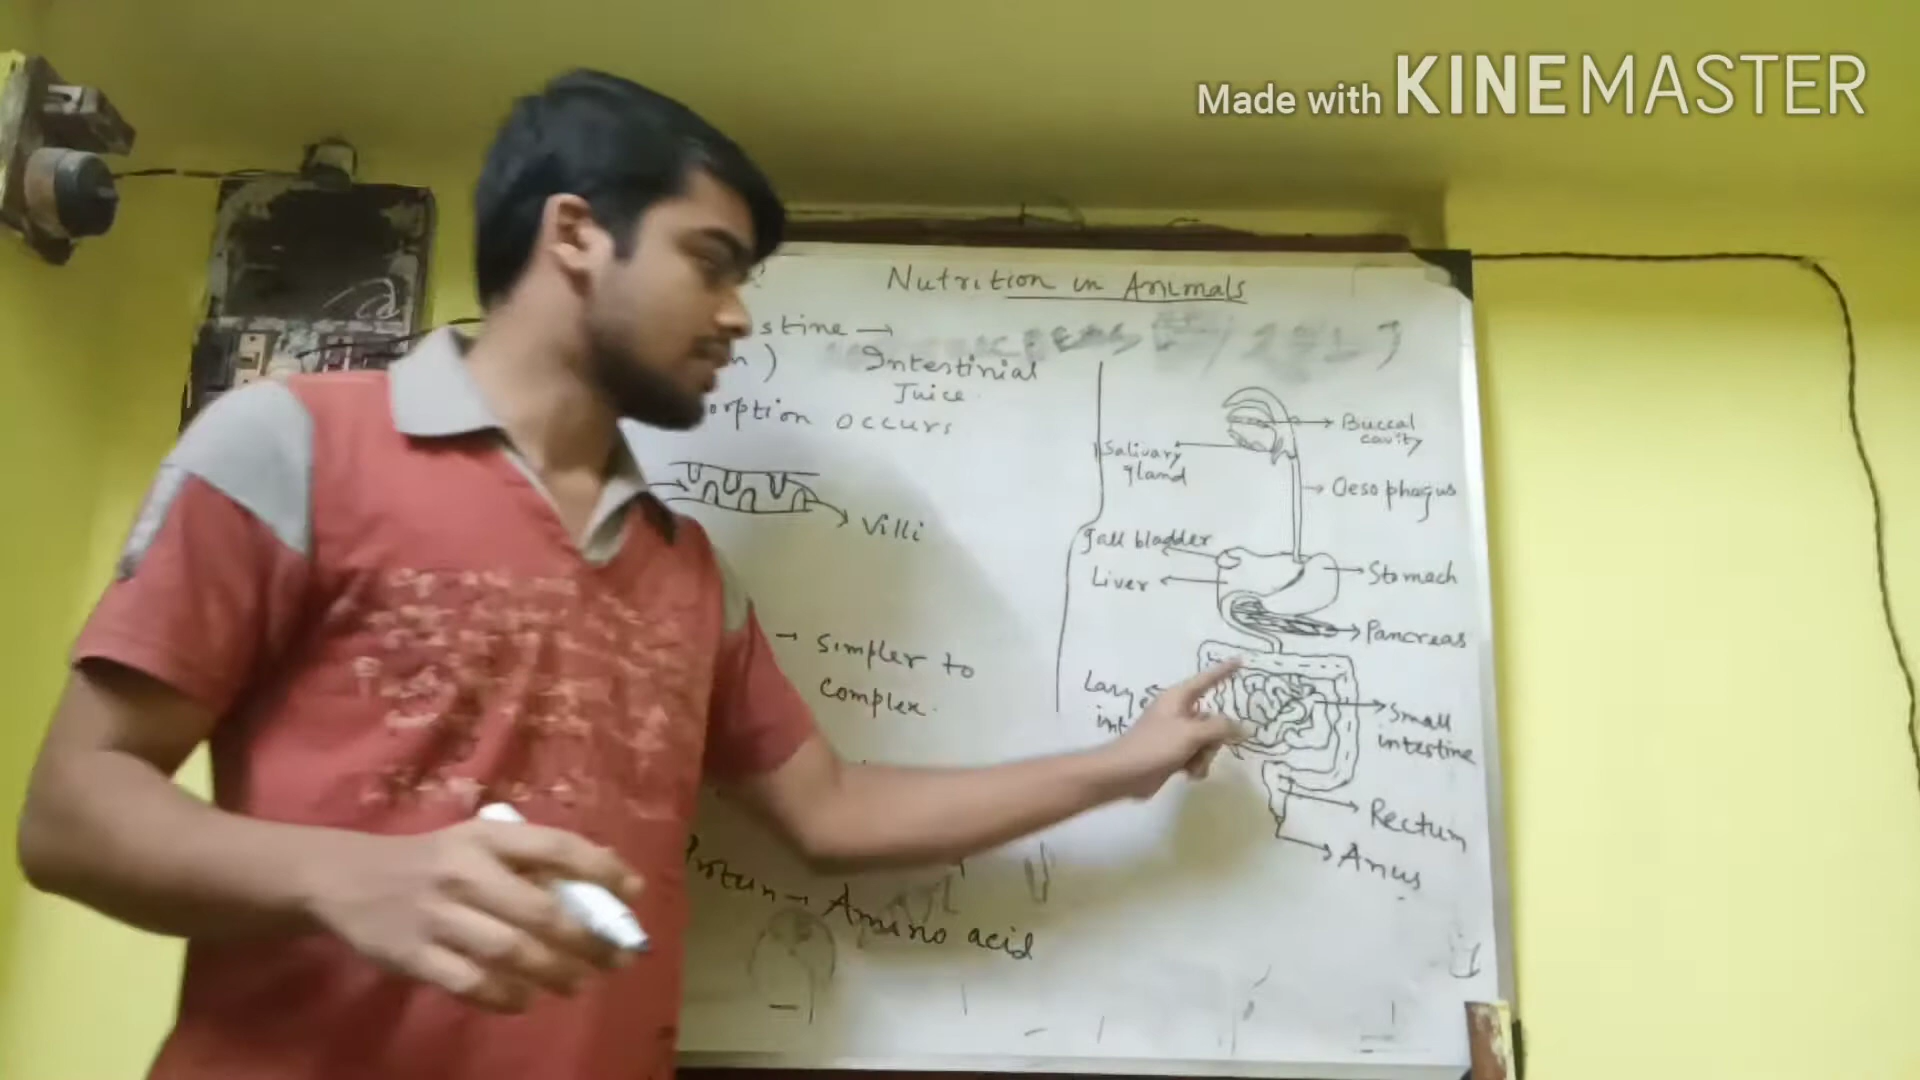 Made with KINEMASTER
Nutrition in Animals
stine →
Intestinial
Juice
orption occurs
Villi
→ Simpler to
complex.
→ Amino acid
Buccal
cavity
Salivary
gland
Oesophagus
gall bladder
Liver
Stomach
Pancreas
Small
intestine
Rectum
Anus